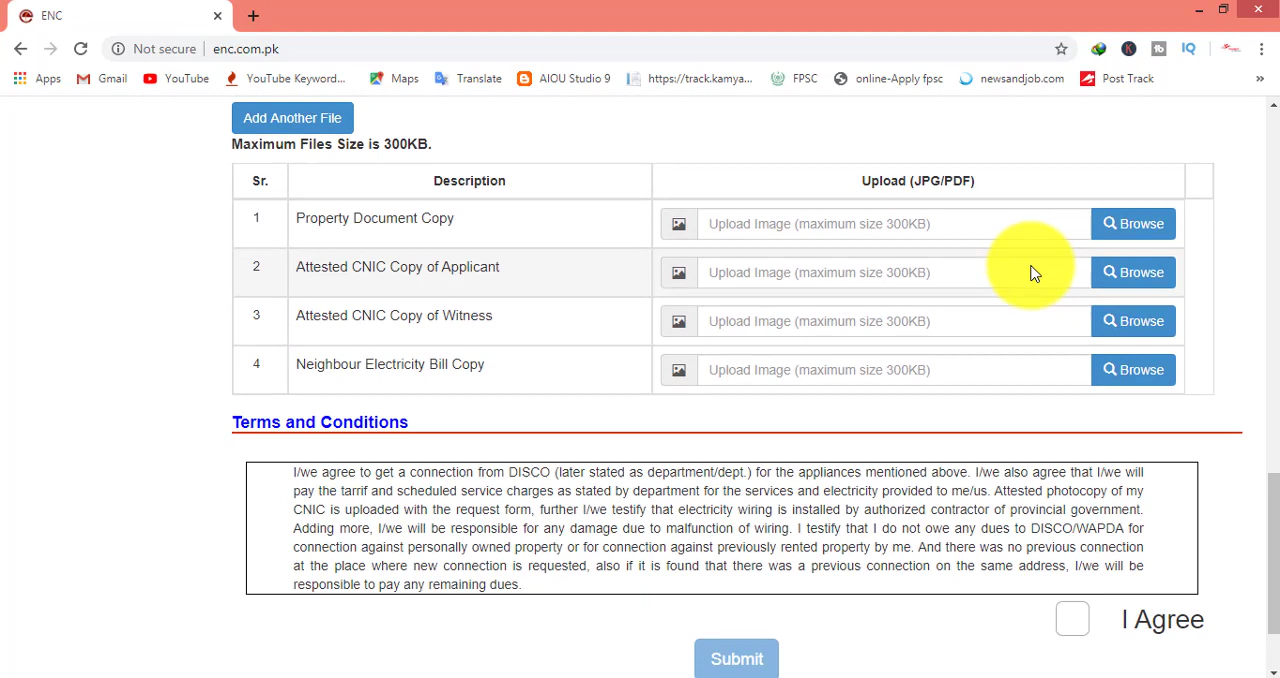 ENC
Not secure enc.com.pk
Apps Gmail YouTube YouTube Keyword... Maps Translate AIOU Studio 9 https://track.kamya... FPSC online-Apply fpsc newsandjob.com Post Track »
Add Another File
Maximum Files Size is 300KB.
Sr. Description Upload (JPG/PDF)
1 Property Document Copy Upload Image (maximum size 300KB) Browse
2 Attested CNIC Copy of Applicant Upload Image (maximum size 300KB) Browse
3 Attested CNIC Copy of Witness Upload Image (maximum size 300KB) Browse
4 Neighbour Electricity Bill Copy Upload Image (maximum size 300KB) Browse
Terms and Conditions
I/we agree to get a connection from DISCO (later stated as department/dept.) for the appliances mentioned above. I/we also agree that I/we will
pay the tarrif and scheduled service charges as stated by department for the services and electricity provided to me/us. Attested photocopy of my
CNIC is uploaded with the request form, further I/we testify that electricity wiring is installed by authorized contractor of provincial government.
Adding more, I/we will be responsible for any damage due to malfunction of wiring. I testify that I do not owe any dues to DISCO/WAPDA for
connection against personally owned property or for connection against previously rented property by me. And there was no previous connection
at the place where new connection is requested, also if it is found that there was a previous connection on the same address, I/we will be
responsible to pay any remaining dues.
I Agree
Submit